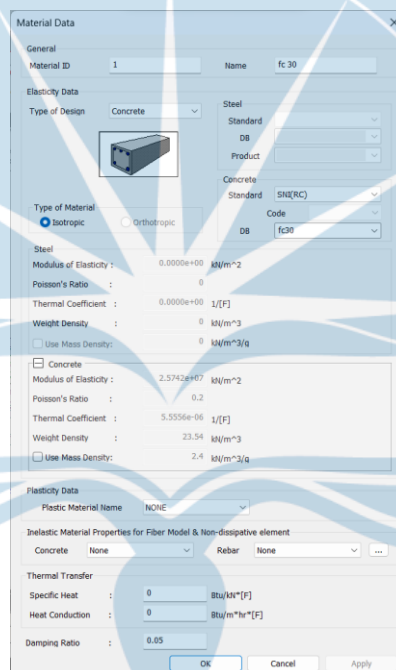 Material Data
General
Material ID 1 Name fc 30
Elasticity Data
Type of Design Concrete
Steel
Standard
DB
Product
Concrete
Standard SNI(RC)
Code
DB fc30
Type of Material
Isotropic Orthotropic
Steel
Modulus of Elasticity : 0.0000e+00 kN/m^2
Poisson's Ratio : 0
Thermal Coefficient : 0.0000e+00 1/[F]
Weight Density : 0 kN/m^3
Use Mass Density: 0 kN/m^3/g
Concrete
Modulus of Elasticity : 2.5742e+07 kN/m^2
Poisson's Ratio : 0.2
Thermal Coefficient : 5.5556e-06 1/[F]
Weight Density : 23.54 kN/m^3
Use Mass Density: 2.4 kN/m^3/g
Plasticity Data
Plastic Material Name NONE
Inelastic Material Properties for Fiber Model & Non-dissipative element
Concrete None Rebar None ...
Thermal Transfer
Specific Heat : 0 Btu/kN*[F]
Heat Conduction : 0 Btu/m*hr*[F]
Damping Ratio : 0.05
OK Cancel Apply